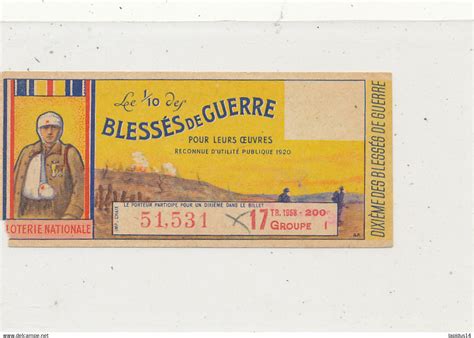 Le 1/10 des
BLESSÉS DE GUERRE
POUR LEURS ŒUVRES
RECONNUE D'UTILITÉ PUBLIQUE 1920
LE PORTEUR PARTICIPE POUR UN DIXIÈME DANS LE BILLET
51.531
17 TR. 1958 - 200
GROUPE 1
LOTERIE NATIONALE
DIXIÈME DES BLESSÉS DE GUERRE
www.delcampe.net
lapidus14